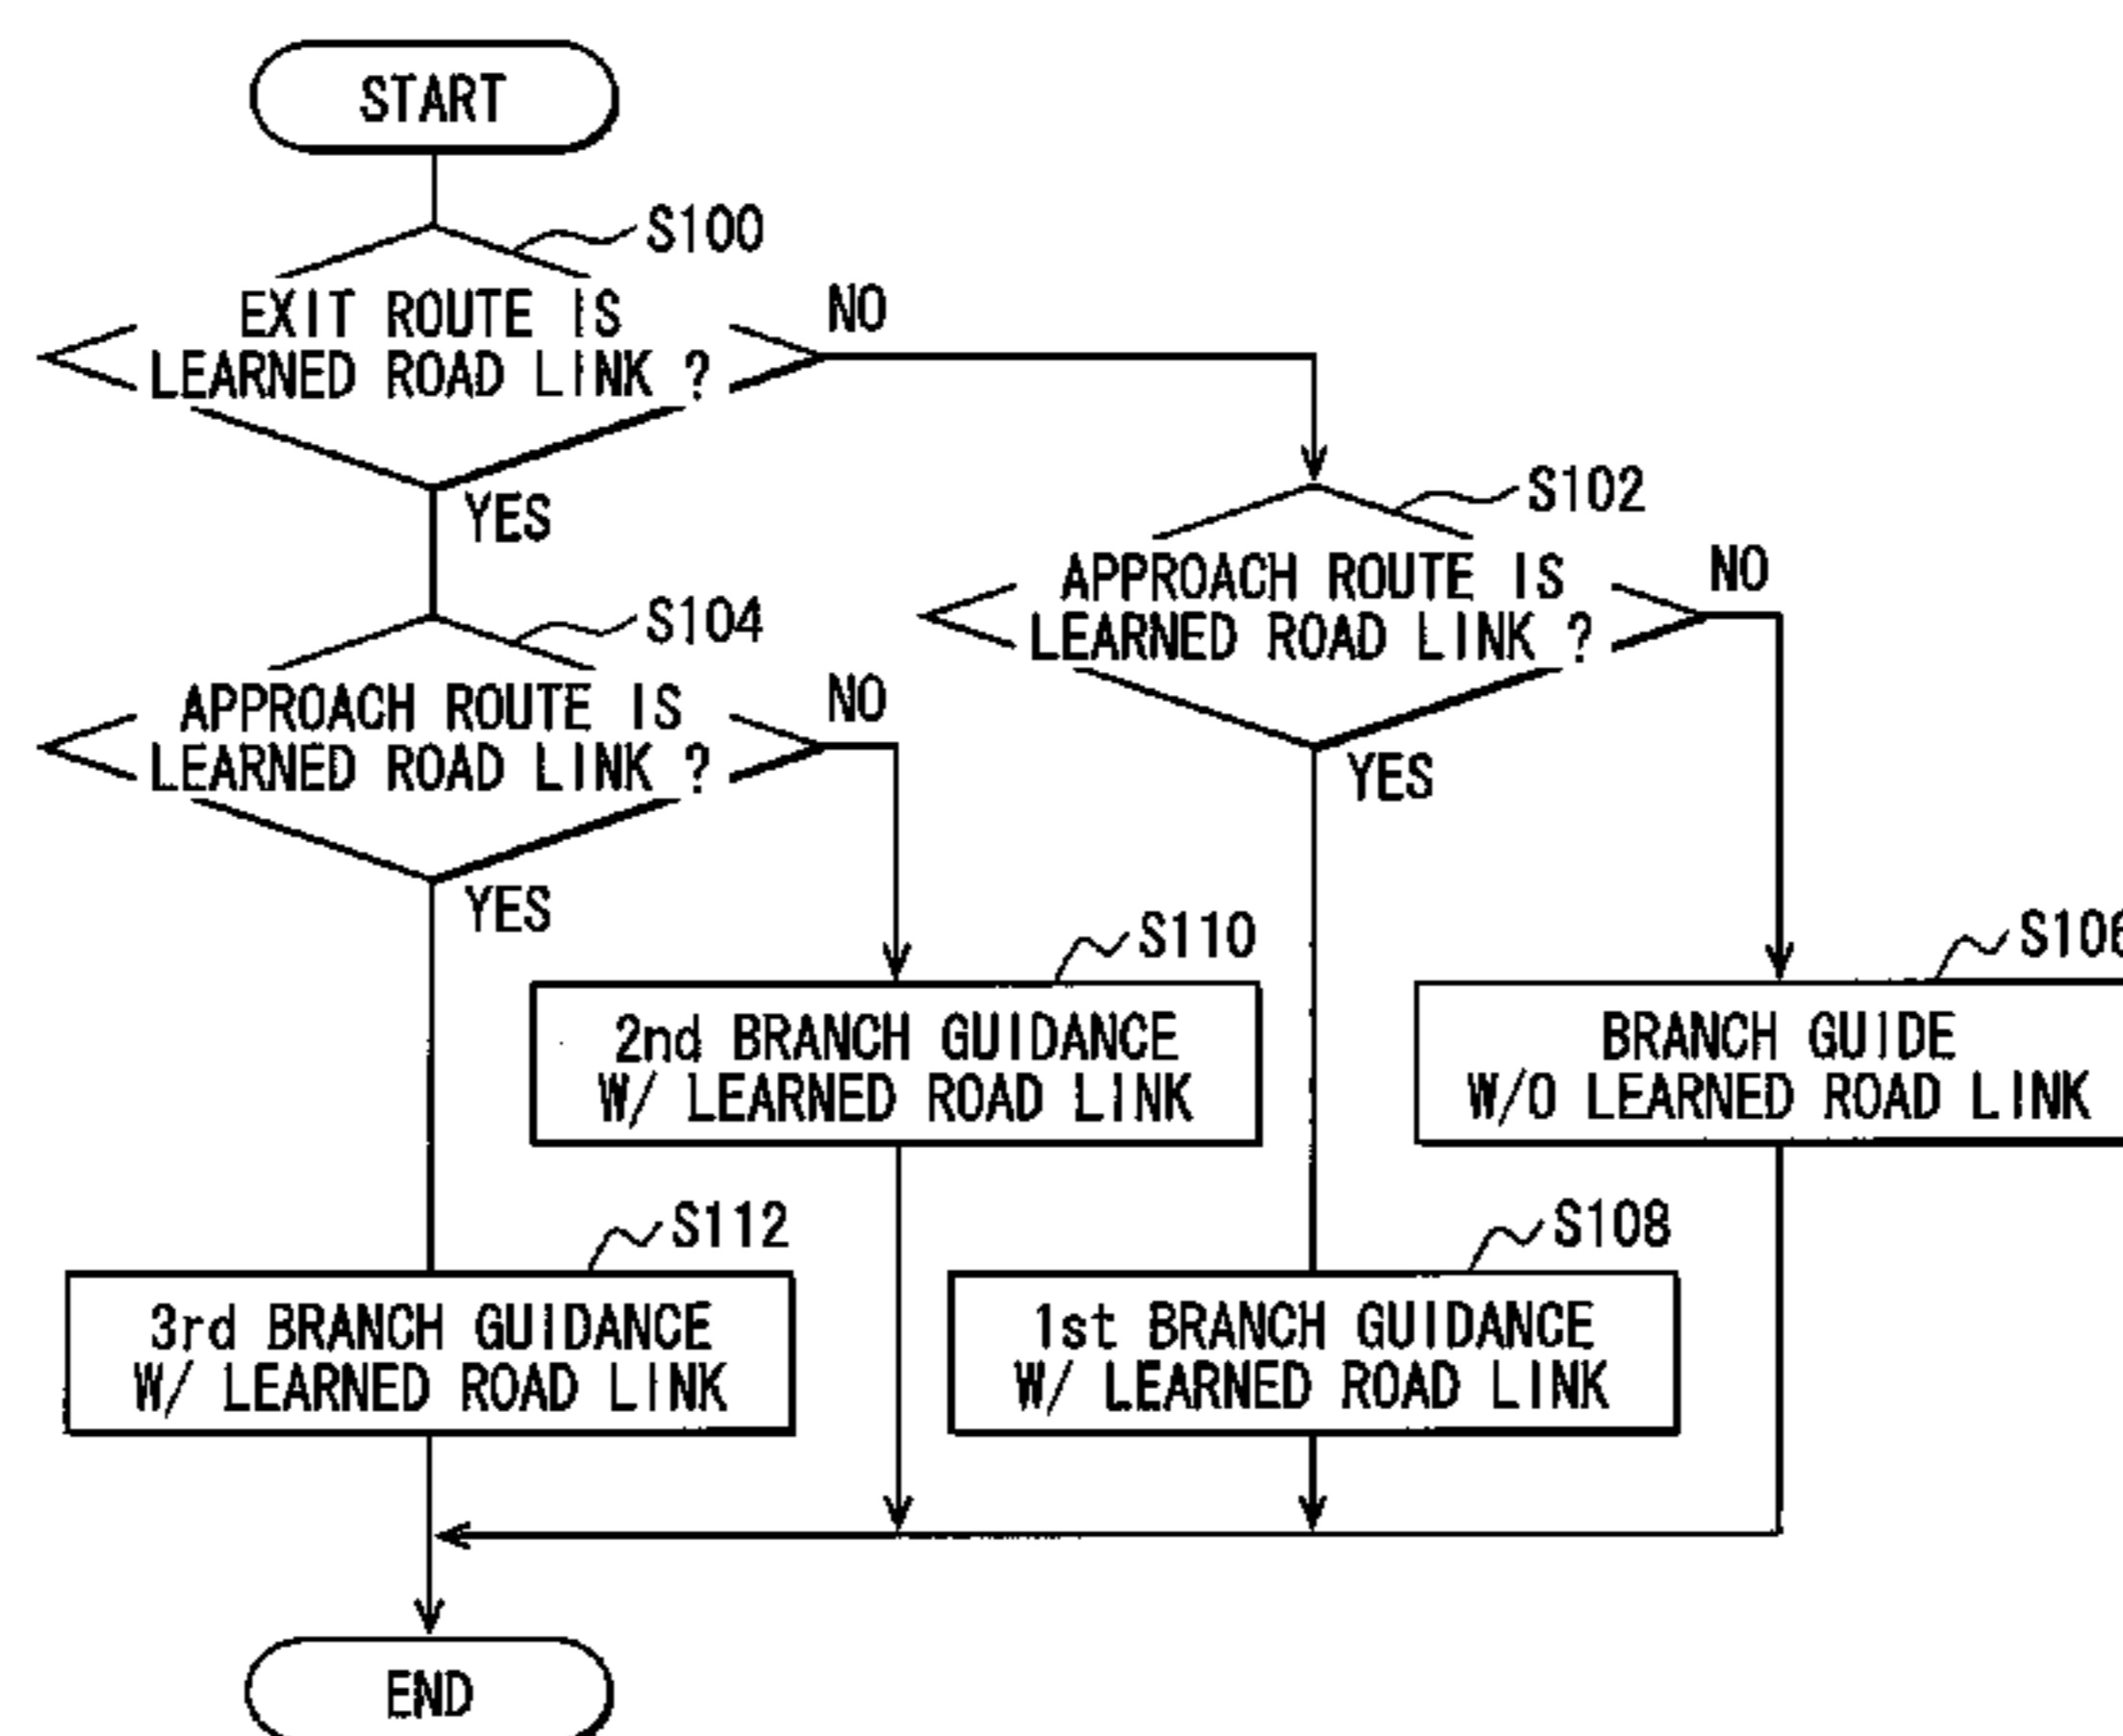 START
S100
EXIT ROUTE IS
LEARNED ROAD LINK ?
NO
YES
S102
APPROACH ROUTE IS
LEARNED ROAD LINK ?
NO
YES
S104
APPROACH ROUTE IS
LEARNED ROAD LINK ?
NO
YES
S110
2nd BRANCH GUIDANCE
W/ LEARNED ROAD LINK
S106
BRANCH GUIDE
W/O LEARNED ROAD LINK
S112
3rd BRANCH GUIDANCE
W/ LEARNED ROAD LINK
S108
1st BRANCH GUIDANCE
W/ LEARNED ROAD LINK
END